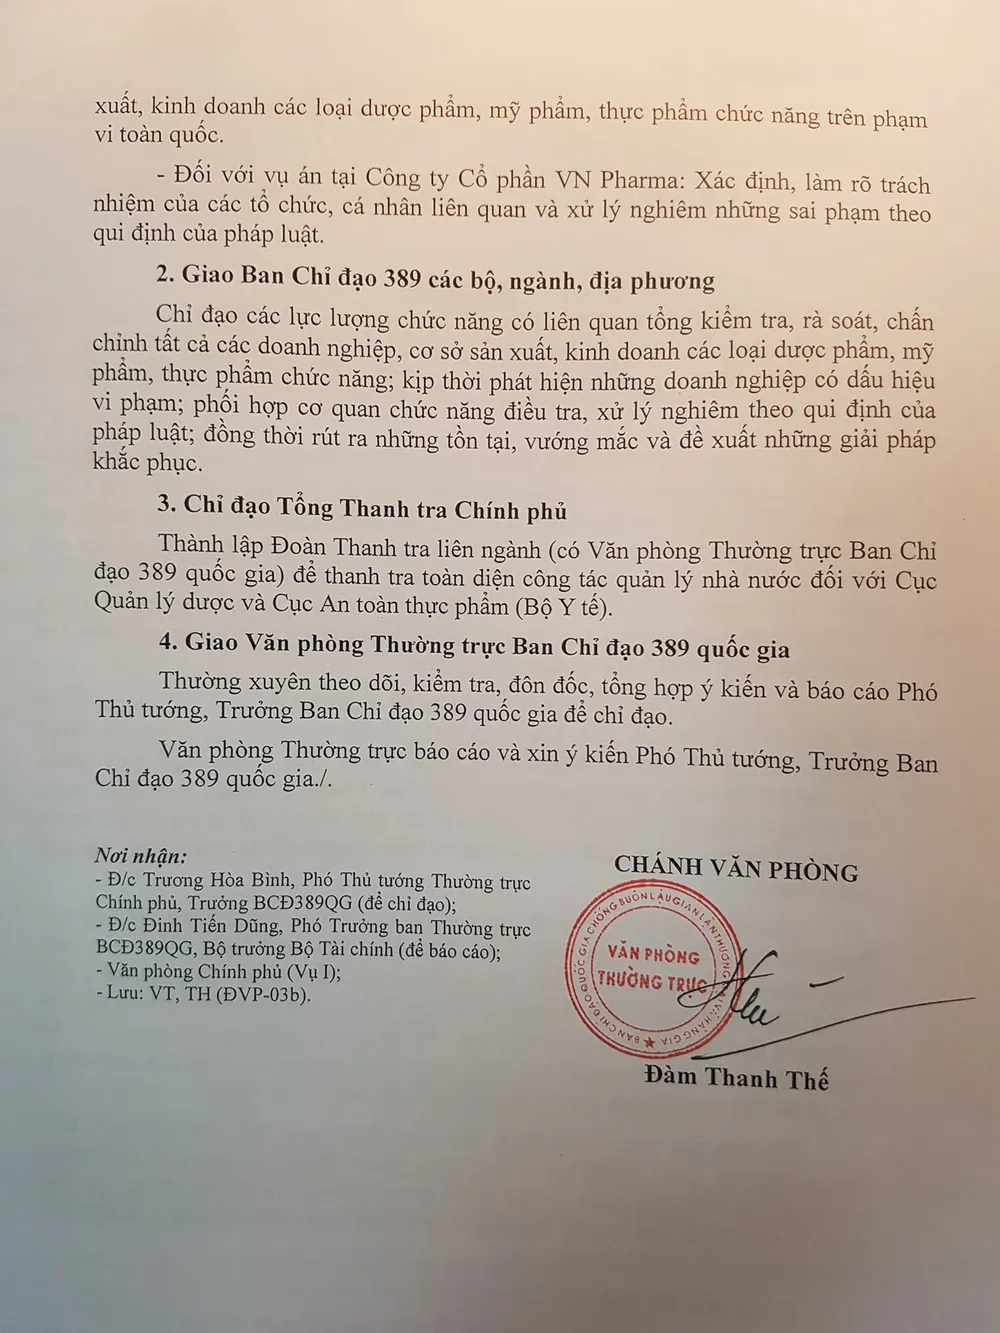 xuất, kinh doanh các loại dược phẩm, mỹ phẩm, thực phẩm chức năng trên phạm
vi toàn quốc.
- Đối với vụ án tại Công ty Cổ phần VN Pharma: Xác định, làm rõ trách
nhiệm của các tổ chức, cá nhân liên quan và xử lý nghiêm những sai phạm theo
qui định của pháp luật.
2. Giao Ban Chỉ đạo 389 các bộ, ngành, địa phương
Chỉ đạo các lực lượng chức năng có liên quan tổng kiểm tra, rà soát, chấn
chỉnh tất cả các doanh nghiệp, cơ sở sản xuất, kinh doanh các loại dược phẩm, mỹ
phẩm, thực phẩm chức năng; kịp thời phát hiện những doanh nghiệp có dấu hiệu
vi phạm; phối hợp cơ quan chức năng điều tra, xử lý nghiêm theo qui định của
pháp luật; đồng thời rút ra những tồn tại, vướng mắc và đề xuất những giải pháp
khắc phục.
3. Chỉ đạo Tổng Thanh tra Chính phủ
Thành lập Đoàn Thanh tra liên ngành (có Văn phòng Thường trực Ban Chỉ
đạo 389 quốc gia) để thanh tra toàn diện công tác quản lý nhà nước đối với Cục
Quản lý dược và Cục An toàn thực phẩm (Bộ Y tế).
4. Giao Văn phòng Thường trực Ban Chỉ đạo 389 quốc gia
Thường xuyên theo dõi, kiểm tra, đôn đốc, tổng hợp ý kiến và báo cáo Phó
Thủ tướng, Trưởng Ban Chỉ đạo 389 quốc gia để chỉ đạo.
Văn phòng Thường trực báo cáo và xin ý kiến Phó Thủ tướng, Trưởng Ban
Chỉ đạo 389 quốc gia./.
Nơi nhận:
- Đ/c Trương Hòa Bình, Phó Thủ tướng Thường trực
Chính phủ, Trưởng BCĐ389QG (để chỉ đạo);
- Đ/c Đinh Tiến Dũng, Phó Trưởng ban Thường trực
BCĐ389QG, Bộ trưởng Bộ Tài chính (để báo cáo);
- Văn phòng Chính phủ (Vụ I);
- Lưu: VT, TH (ĐVP-03b).
CHÁNH VĂN PHÒNG
BAN CHỈ ĐẠO QUỐC GIA CHỐNG BUÔN LẬU GIAN LẬN THƯƠNG MẠI VÀ HÀNG GIẢ
VĂN PHÒNG
THƯỜNG TRỰC
Đàm Thanh Thế